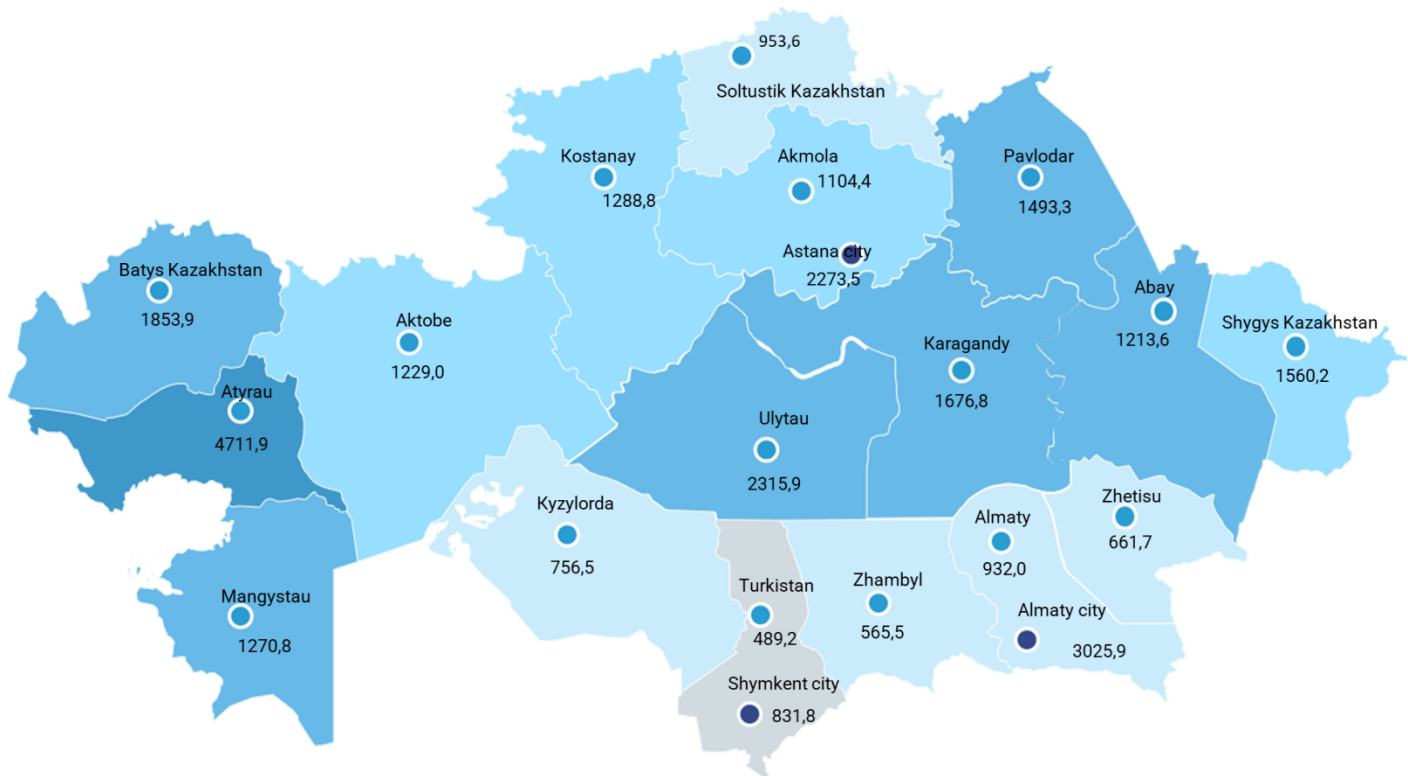 953,6
Soltustik Kazakhstan
Kostanay
1288,8
Akmola
1104,4
Pavlodar
1493,3
Astana city
2273,5
Batys Kazakhstan
1853,9
Aktobe
1229,0
Abay
1213,6
Shygys Kazakhstan
1560,2
Karagandy
1676,8
Atyrau
4711,9
Ulytau
2315,9
Kyzylorda
756,5
Almaty
932,0
Zhetisu
661,7
Mangystau
1270,8
Turkistan
489,2
Zhambyl
565,5
Almaty city
3025,9
Shymkent city
831,8